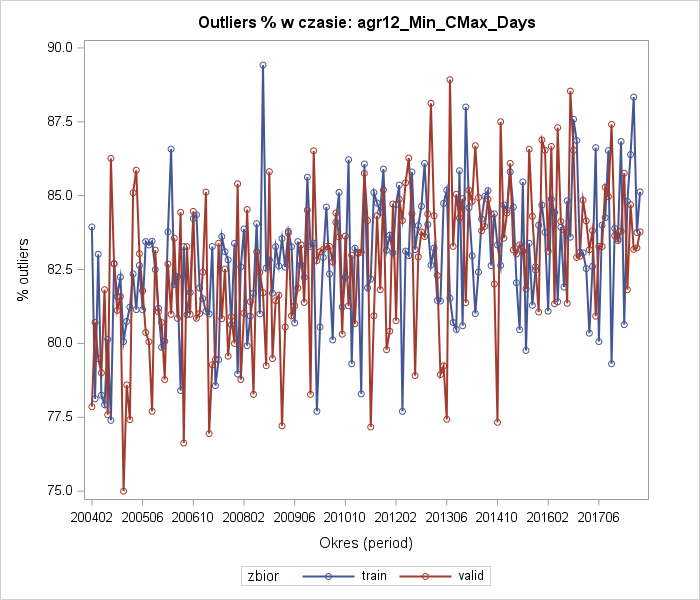 Outliers % w czasie: agr12_Min_CMax_Days
90.0
87.5
85.0
82.5
80.0
77.5
75.0
% outliers
200402 200506 200610 200802 200906 201010 201202 201306 201410 201602 201706
Okres (period)
zbior train valid